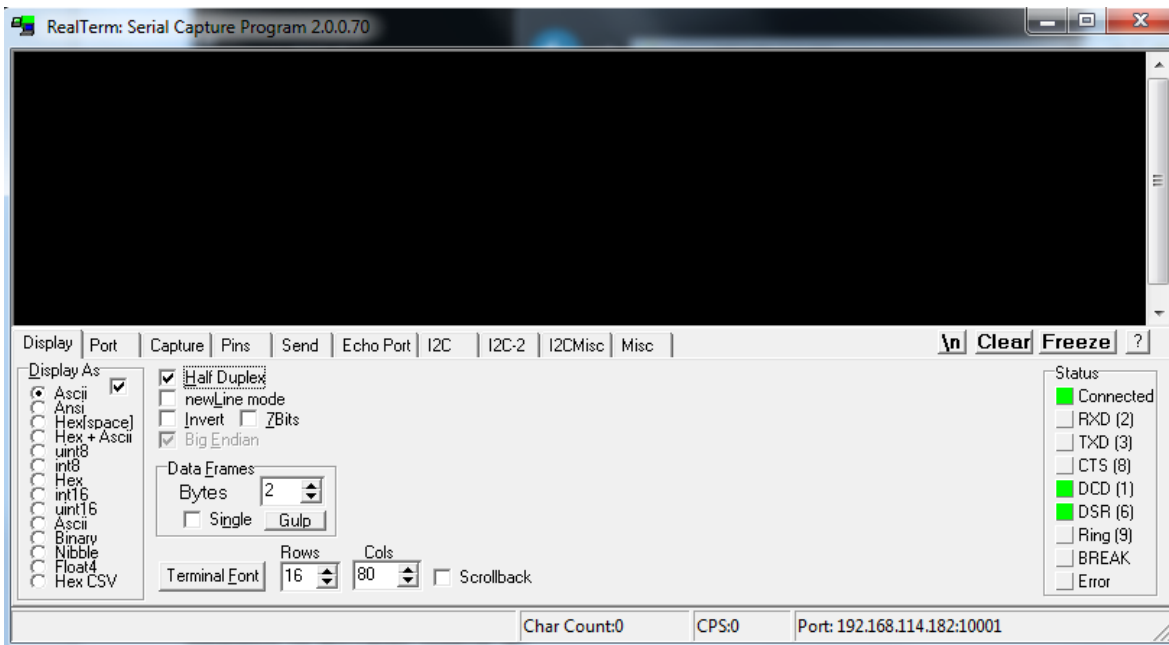 RealTerm: Serial Capture Program 2.0.0.70
Display Port Capture Pins Send Echo Port I2C I2C-2 I2CMisc Misc \n Clear Freeze ?
Display As
Ascii
Ansi
Hex[space]
Hex + Ascii
uint8
int8
Hex
int16
uint16
Ascii
Binary
Nibble
Float4
Hex CSV
Half Duplex
newLine mode
Invert 7Bits
Big Endian
Data Frames
Bytes 2
Single Gulp
Rows Cols
Terminal Font 16 80 Scrollback
Status
Connected
RXD (2)
TXD (3)
CTS (8)
DCD (1)
DSR (6)
Ring (9)
BREAK
Error
Char Count:0 CPS:0 Port: 192.168.114.182:10001